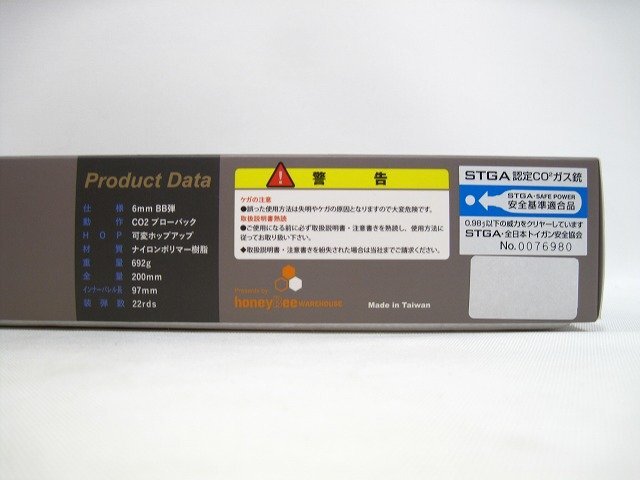 Product Data
仕様 6mm BB弾
動作 CO2 ブローバック
HOP 可変ホップアップ
材質 ナイロンポリマー樹脂
重量 692g
全量 200mm
インナーバレル長 97mm
装弾数 22rds
警告
ケガの注意
●誤った使用方法は失明やケガの原因となりますので大変危険です。
取扱説明書熟読
●ご使用になる前に必ず取扱説明書・注意書きを熟読し、使用方法に
従ってお取り扱い下さい。
◆取扱説明書・注意書きを紛失された場合は当社までご請求ください。
Presents by
honeyBee WAREHOUSE
Made in Taiwan
STGA 認定CO²ガス銃
STGA・SAFE POWER
安全基準適合品
0.98J以下の威力をクリヤーしています
STGA・全日本トイガン安全協会
No.0076980